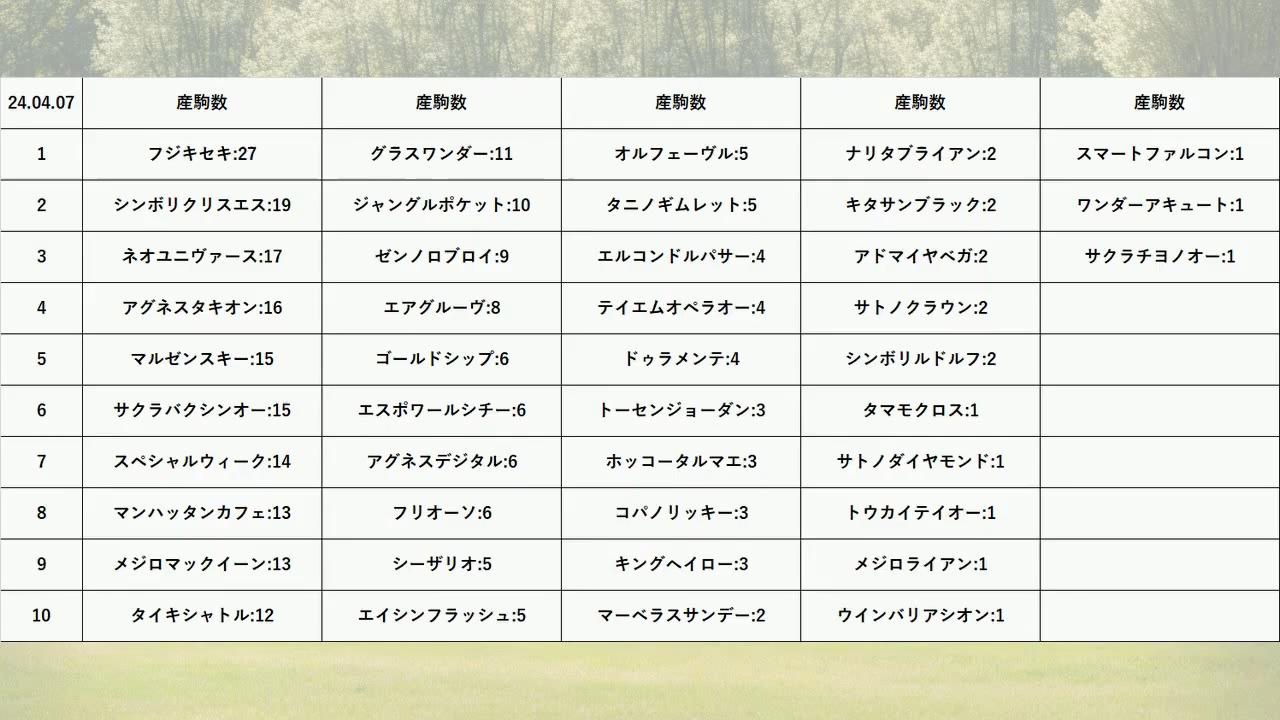 24.04.07 産駒数 産駒数 産駒数 産駒数 産駒数
1 フジキセキ:27 グラスワンダー:11 オルフェーヴル:5 ナリタブライアン:2 スマートファルコン:1
2 シンボリクリスエス:19 ジャングルポケット:10 タニノギムレット:5 キタサンブラック:2 ワンダーアキュート:1
3 ネオユニヴァース:17 ゼンノロブロイ:9 エルコンドルパサー:4 アドマイヤベガ:2 サクラチヨノオー:1
4 アグネスタキオン:16 エアグルーヴ:8 テイエムオペラオー:4 サトノクラウン:2
5 マルゼンスキー:15 ゴールドシップ:6 ドゥラメンテ:4 シンボリルドルフ:2
6 サクラバクシンオー:15 エスポワールシチー:6 トーセンジョーダン:3 タマモクロス:1
7 スペシャルウィーク:14 アグネスデジタル:6 ホッコータルマエ:3 サトノダイヤモンド:1
8 マンハッタンカフェ:13 フリオーソ:6 コパノリッキー:3 トウカイテイオー:1
9 メジロマックイーン:13 シーザリオ:5 キングヘイロー:3 メジロライアン:1
10 タイキシャトル:12 エイシンフラッシュ:5 マーベラスサンデー:2 ウインバリアシオン:1